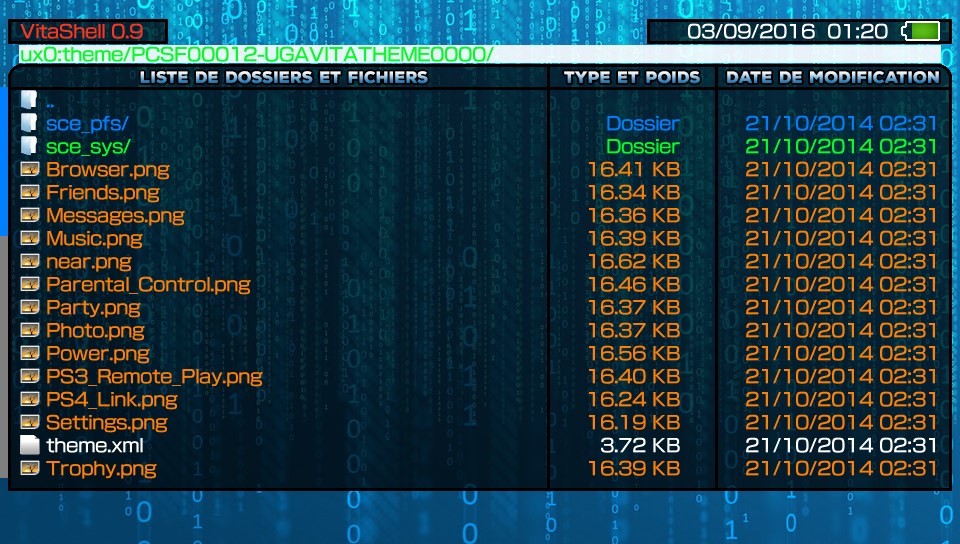 VitaShell 0.9
03/09/2016 01:20
ux0:theme/PCSF00012-UGAVITATHEME0000/
LISTE DE DOSSIERS ET FICHIERS TYPE ET POIDS DATE DE MODIFICATION
..
sce_pfs/ Dossier 21/10/2014 02:31
sce_sys/ Dossier 21/10/2014 02:31
Browser.png 16.41 KB 21/10/2014 02:31
Friends.png 16.34 KB 21/10/2014 02:31
Messages.png 16.36 KB 21/10/2014 02:31
Music.png 16.39 KB 21/10/2014 02:31
near.png 16.62 KB 21/10/2014 02:31
Parental_Control.png 16.46 KB 21/10/2014 02:31
Party.png 16.37 KB 21/10/2014 02:31
Photo.png 16.37 KB 21/10/2014 02:31
Power.png 16.56 KB 21/10/2014 02:31
PS3_Remote_Play.png 16.40 KB 21/10/2014 02:31
PS4_Link.png 16.24 KB 21/10/2014 02:31
Settings.png 16.19 KB 21/10/2014 02:31
theme.xml 3.72 KB 21/10/2014 02:31
Trophy.png 16.39 KB 21/10/2014 02:31